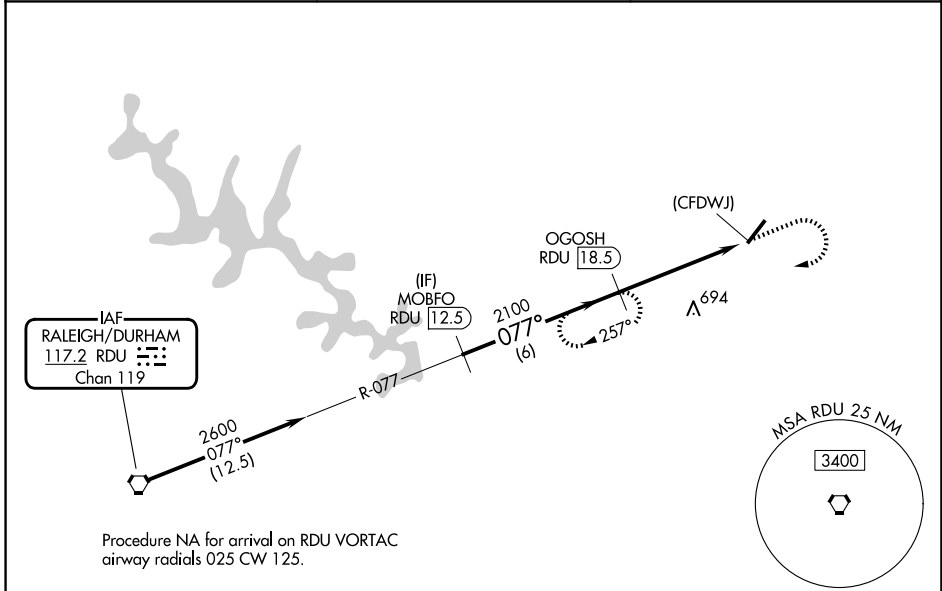 (CFDWJ)
OGOSH
RDU 18.5
694
(IF)
MOBFO
RDU 12.5
2100
077°
(6)
257°
IAF
RALEIGH/DURHAM
117.2 RDU
Chan 119
R-077
2600
077°
(12.5)
MSA RDU 25 NM
3400
Procedure NA for arrival on RDU VORTAC
airway radials 025 CW 125.